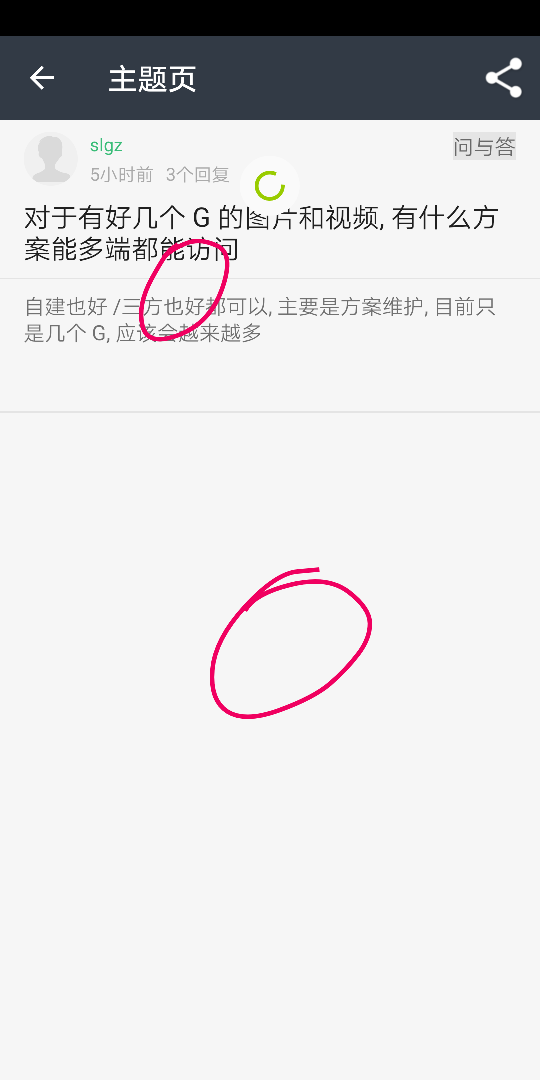 主题页
slgz
问与答
5小时前 3个回复
对于有好几个 G 的图片和视频, 有什么方
案能多端都能访问
自建也好 /三方也好都可以, 主要是方案维护, 目前只
是几个 G, 应该会越来越多